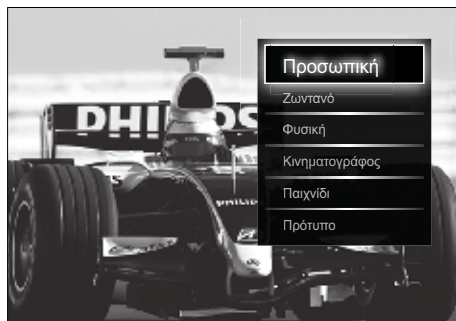 Προσωπική
Ζωντανό
Φυσική
Κινηματογράφος
Παιχνίδι
Πρότυπο
PHILIPS